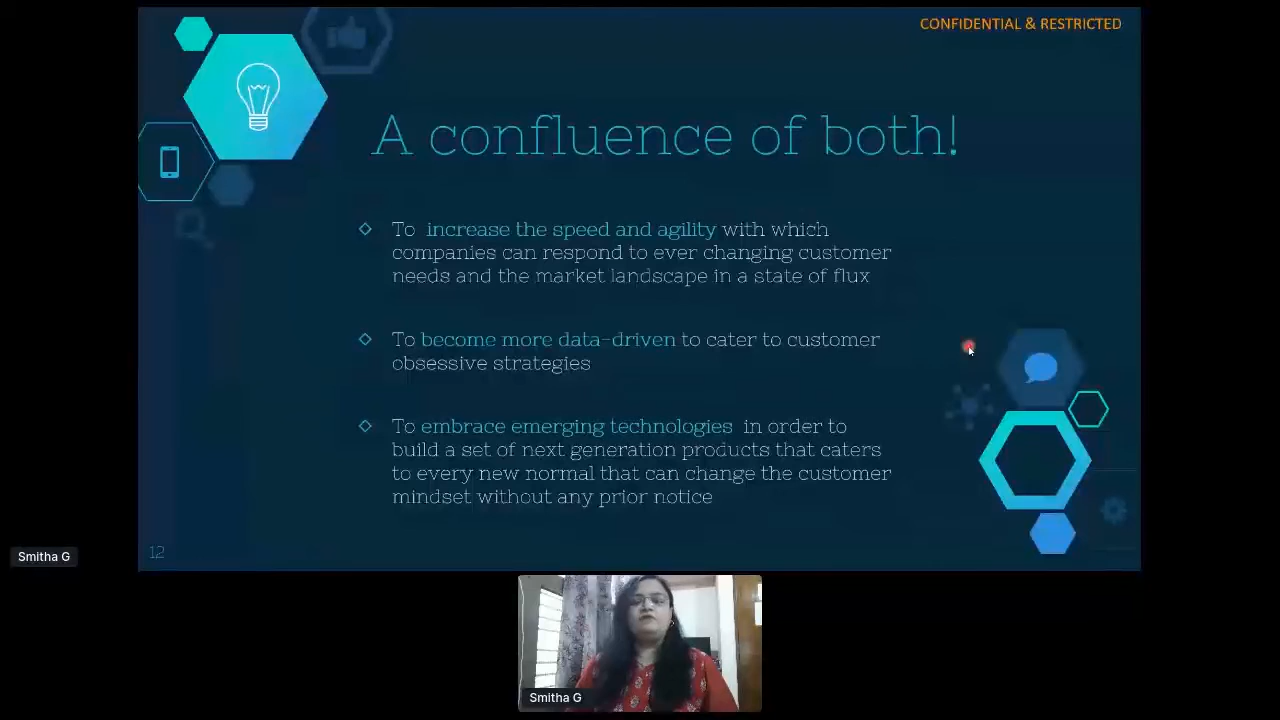 CONFIDENTIAL & RESTRICTED
A confluence of both!
To increase the speed and agility with which
companies can respond to ever changing customer
needs and the market landscape in a state of flux
To become more data-driven to cater to customer
obsessive strategies
To embrace emerging technologies in order to
build a set of next generation products that caters
to every new normal that can change the customer
mindset without any prior notice
12
Smitha G
Smitha G